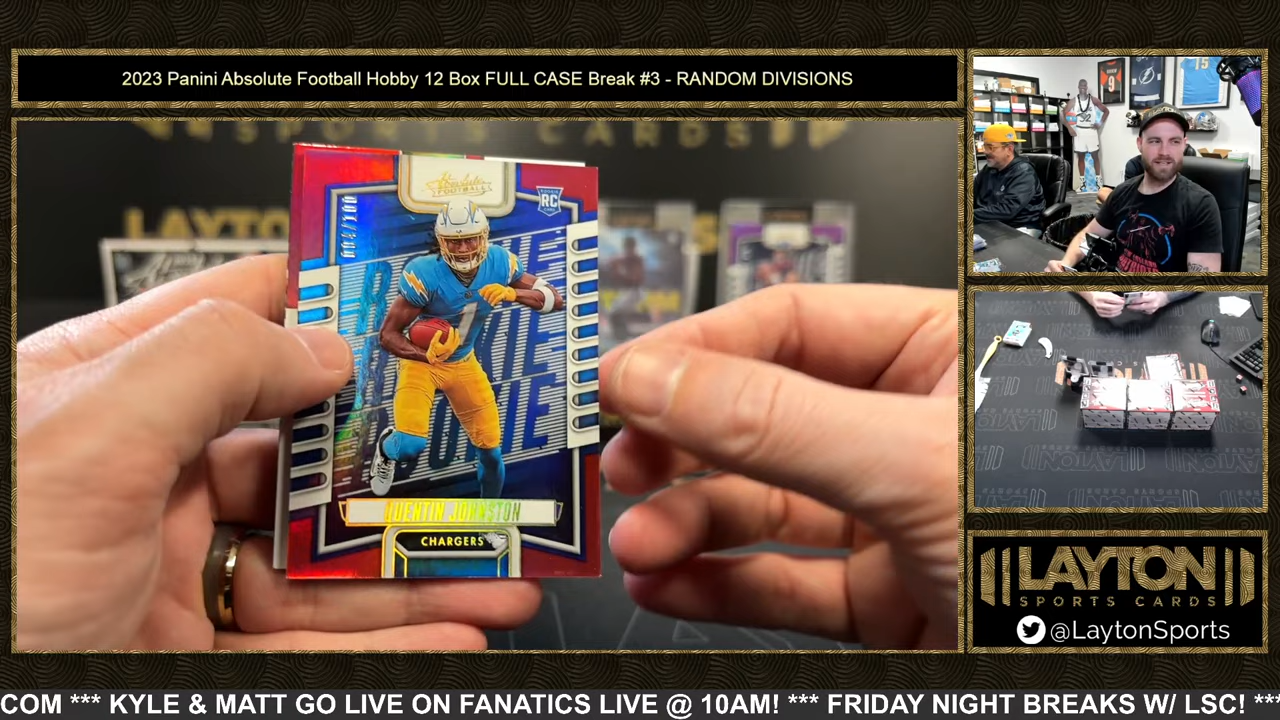 2023 Panini Absolute Football Hobby 12 Box FULL CASE Break #3 - RANDOM DIVISIONS
LAYTON
Absolute
FOOTBALL
RC
QUENTIN JOHNSTON
CHARGERS
LAYTON
SPORTS CARDS
@LaytonSports
COM *** KYLE & MATT GO LIVE ON FANATICS LIVE @ 10AM! *** FRIDAY NIGHT BREAKS W/ LSC! ***